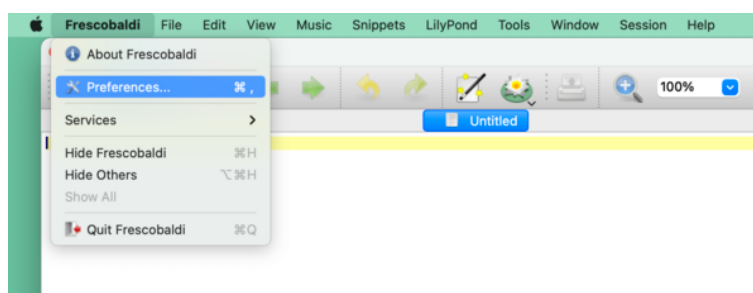 Frescobaldi File Edit View Music Snippets LilyPond Tools Window Session Help
About Frescobaldi
Preferences... ⌘ ,
100%
Services
Untitled
Hide Frescobaldi ⌘H
Hide Others ⌥⌘H
Show All
Quit Frescobaldi ⌘Q